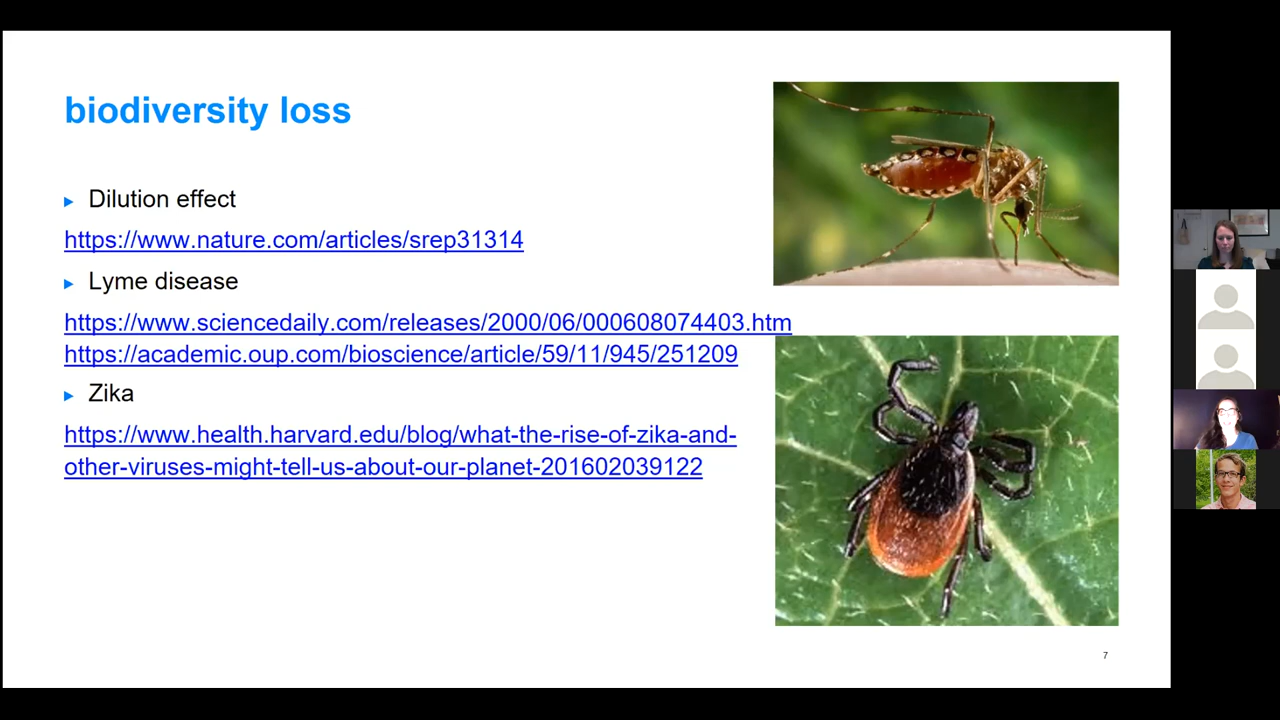 biodiversity loss
Dilution effect
https://www.nature.com/articles/srep31314
Lyme disease
https://www.sciencedaily.com/releases/2000/06/000608074403.htm
https://academic.oup.com/bioscience/article/59/11/945/251209
Zika
https://www.health.harvard.edu/blog/what-the-rise-of-zika-and-
other-viruses-might-tell-us-about-our-planet-201602039122
7